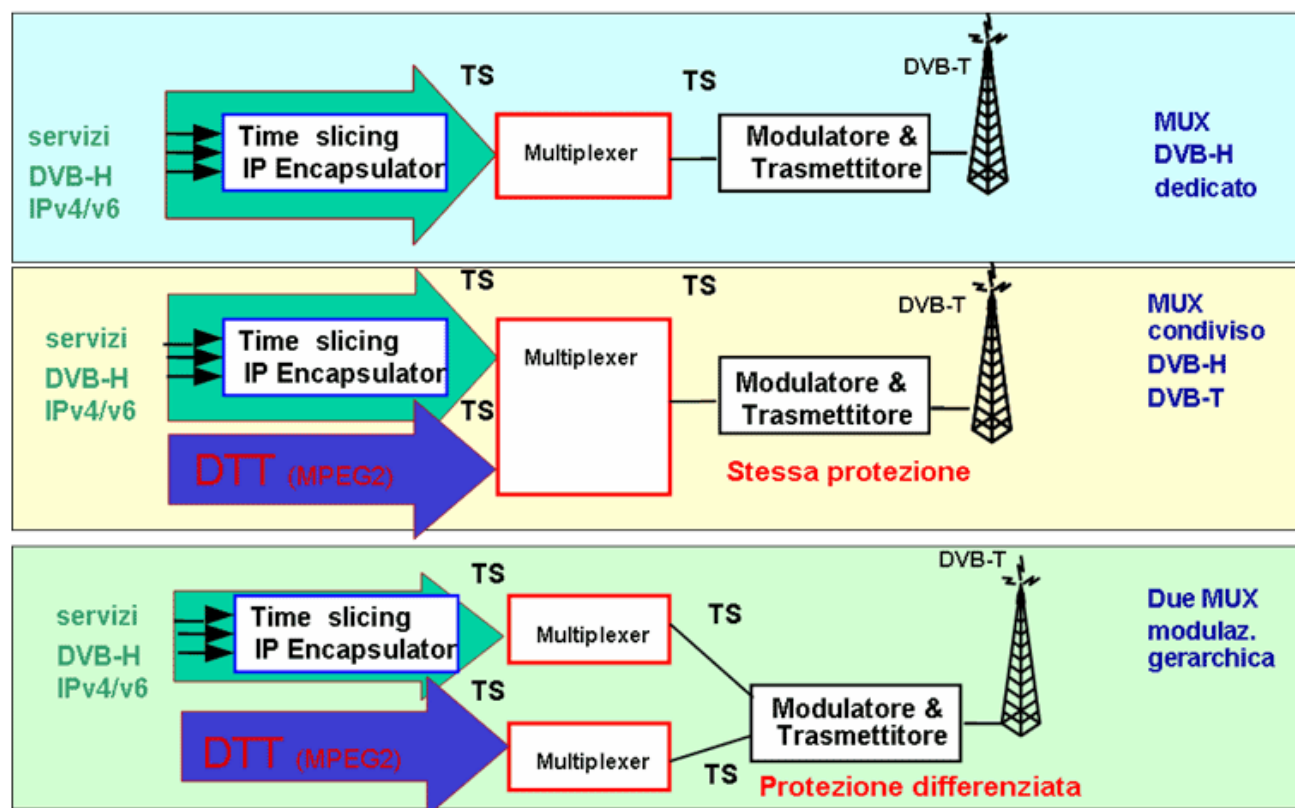 TS
TS
DVB-T
servizi
DVB-H
IPv4/v6
Time slicing
IP Encapsulator
Multiplexer
Modulatore &
Trasmettitore
MUX
DVB-H
dedicato
TS
TS
DVB-T
servizi
DVB-H
IPv4/v6
Time slicing
IP Encapsulator
TS
DTT (MPEG2)
Multiplexer
Modulatore &
Trasmettitore
Stessa protezione
MUX
condiviso
DVB-H
DVB-T
TS
TS
DVB-T
servizi
DVB-H
IPv4/v6
Time slicing
IP Encapsulator
TS
DTT (MPEG2)
Multiplexer
Multiplexer
TS
Modulatore &
Trasmettitore
Protezione differenziata
Due MUX
modulaz.
gerarchica